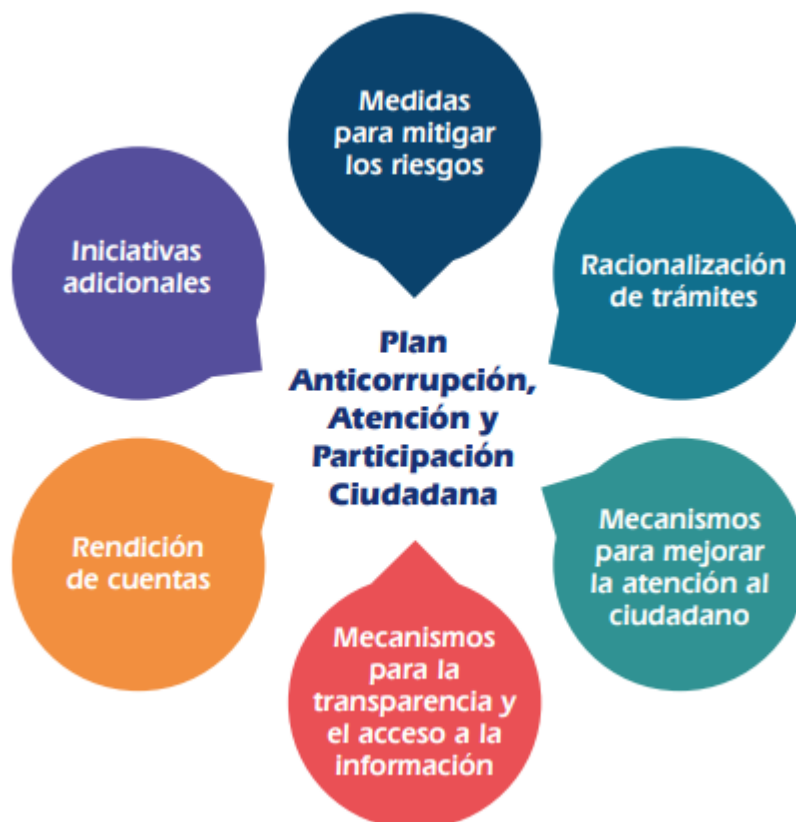 Medidas
para mitigar
los riesgos
Racionalización
de trámites
Mecanismos
para mejorar
la atención al
ciudadano
Mecanismos
para la
transparencia y
el acceso a la
información
Rendición
de cuentas
Iniciativas
adicionales
Plan
Anticorrupción,
Atención y
Participación
Ciudadana